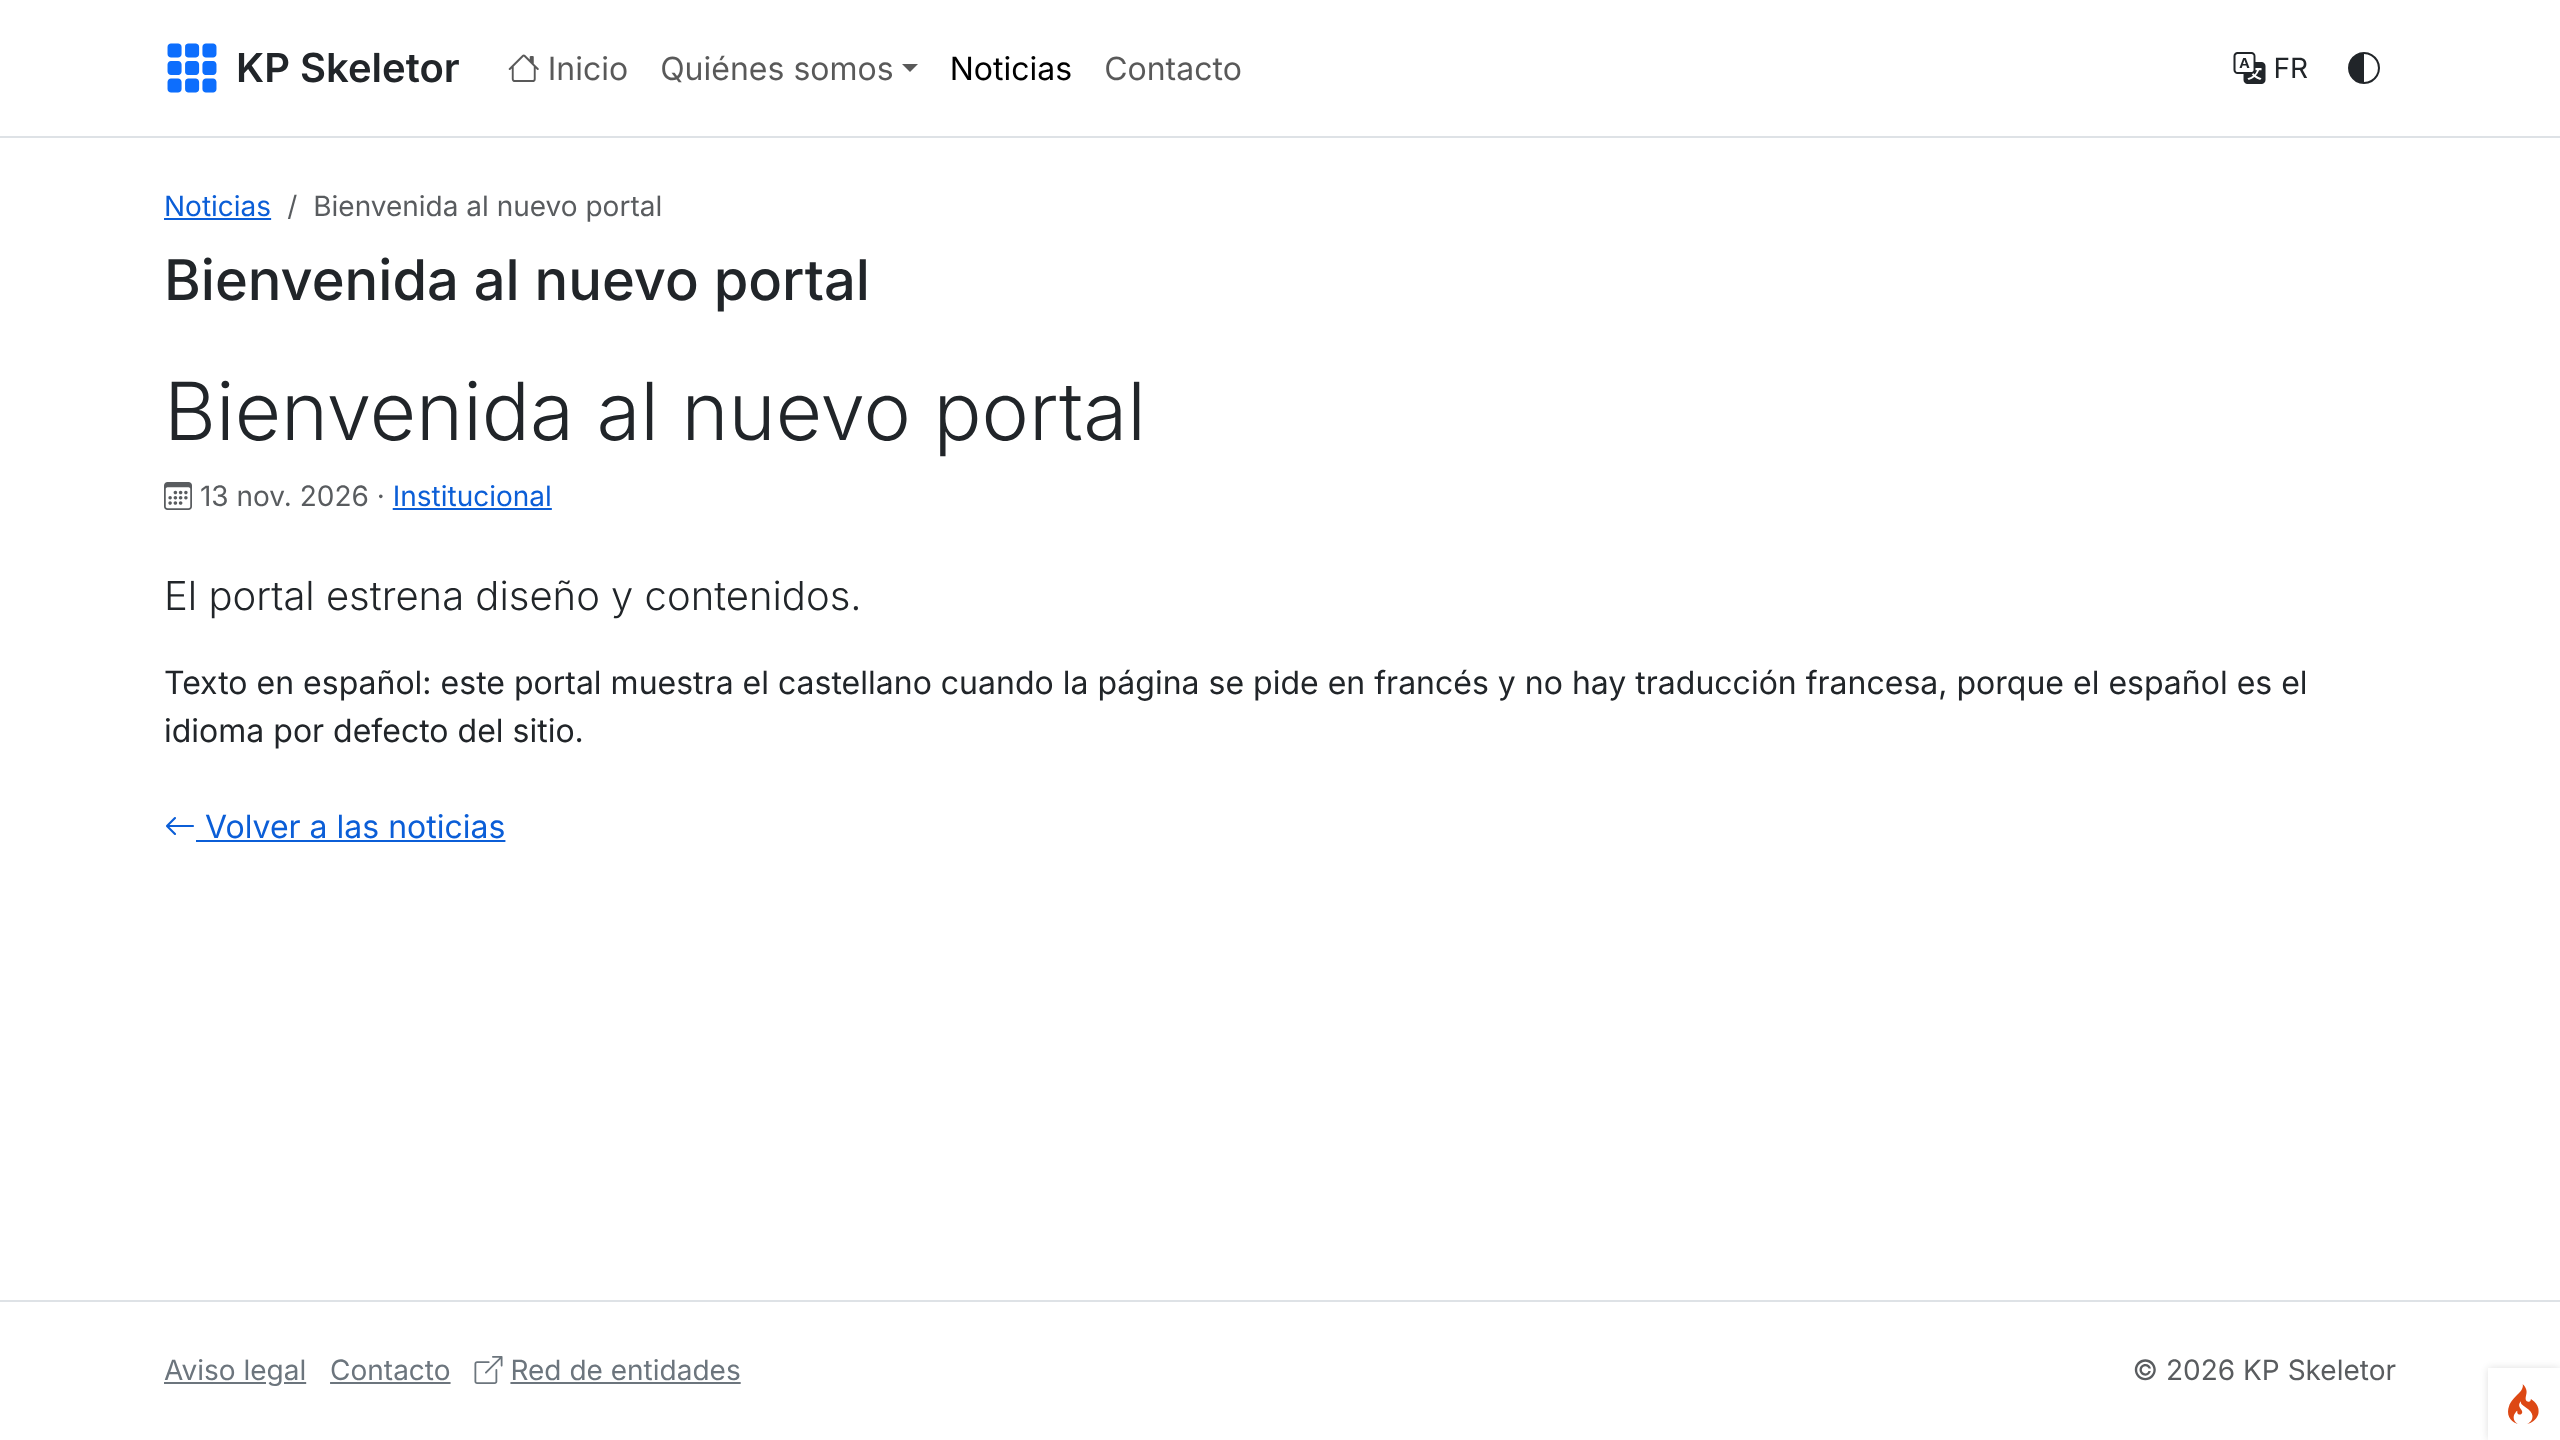 KP Skeletor Inicio Quiénes somos Noticias Contacto FR
Noticias / Bienvenida al nuevo portal
Bienvenida al nuevo portal
Bienvenida al nuevo portal
13 nov. 2026 · Institucional
El portal estrena diseño y contenidos.
Texto en español: este portal muestra el castellano cuando la página se pide en francés y no hay traducción francesa, porque el español es el
idioma por defecto del sitio.
Volver a las noticias
Aviso legal Contacto Red de entidades © 2026 KP Skeletor